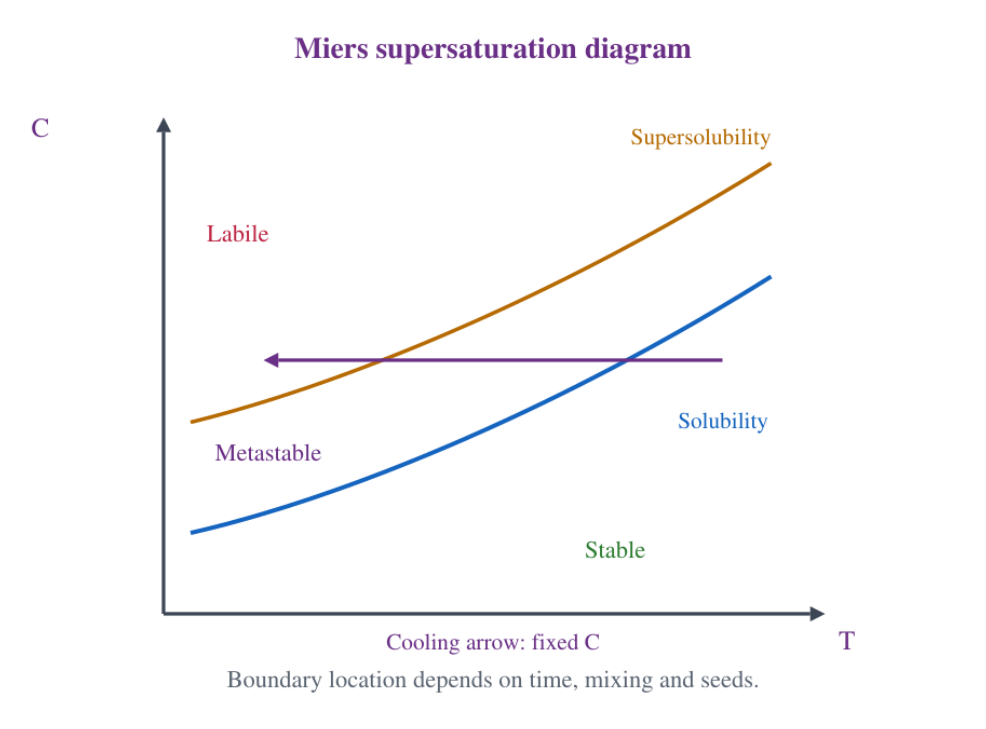 Miers supersaturation diagram
C
Supersolubility
Labile
Solubility
Metastable
Stable
Cooling arrow: fixed C
T
Boundary location depends on time, mixing and seeds.